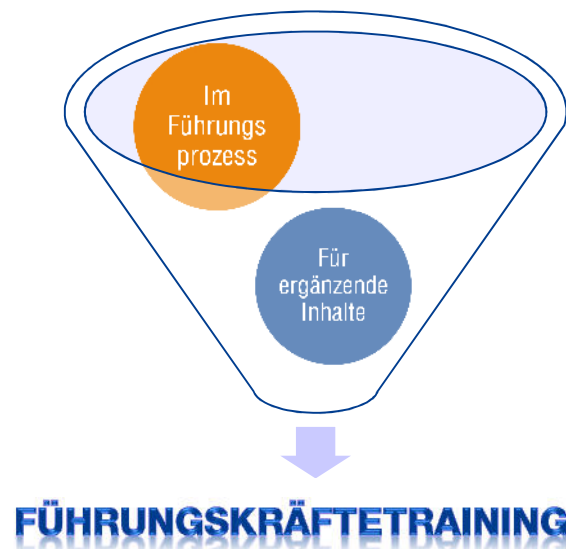 Im
Führungs
prozess
Für
ergänzende
Inhalte
FÜHRUNGSKRÄFTETRAINING